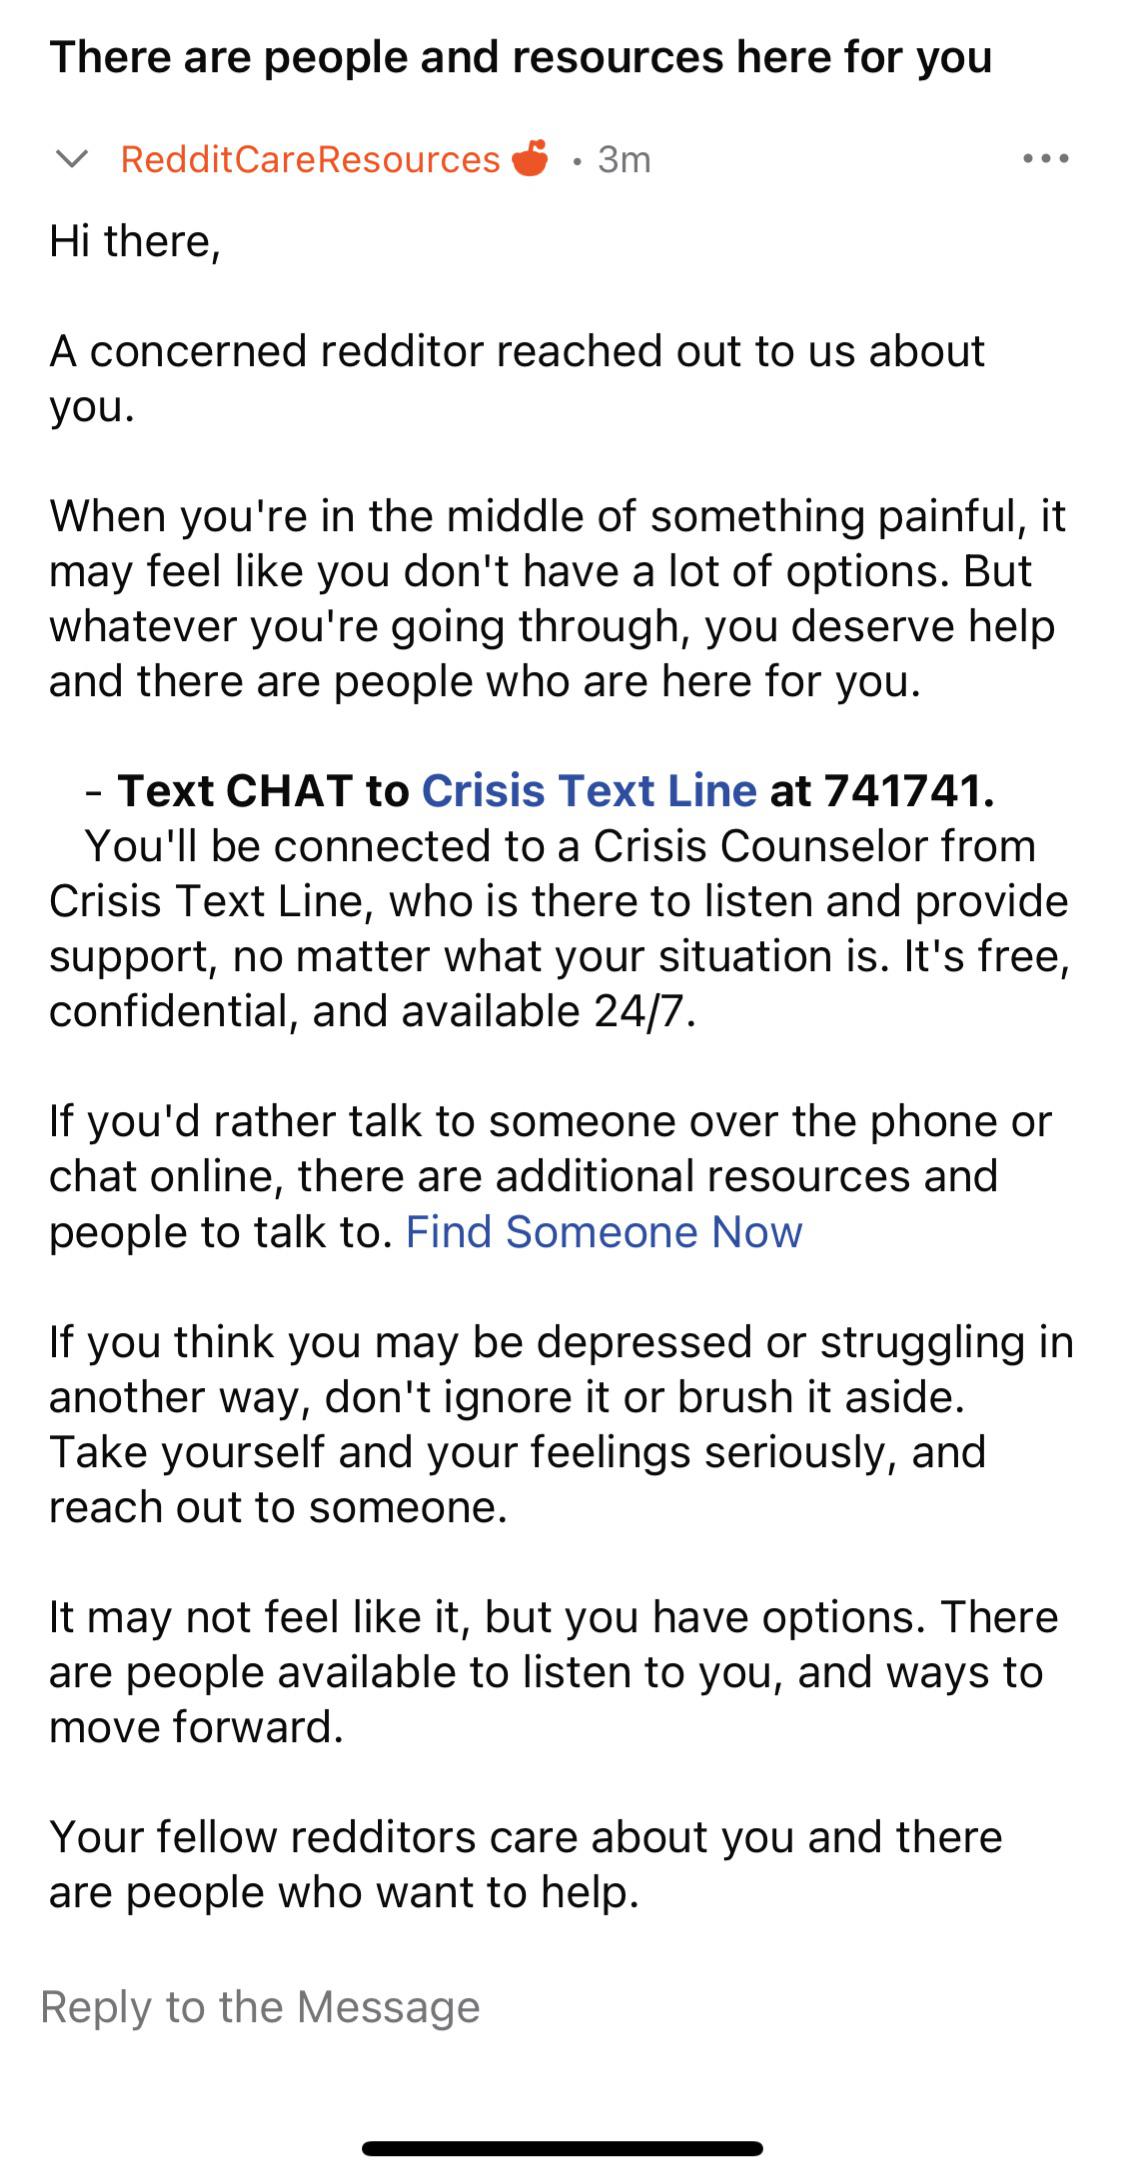 There are people and resources here for you
RedditCareResources • 3m
Hi there,
A concerned redditor reached out to us about
you.
When you're in the middle of something painful, it
may feel like you don't have a lot of options. But
whatever you're going through, you deserve help
and there are people who are here for you.
- Text CHAT to Crisis Text Line at 741741.
You'll be connected to a Crisis Counselor from
Crisis Text Line, who is there to listen and provide
support, no matter what your situation is. It's free,
confidential, and available 24/7.
If you'd rather talk to someone over the phone or
chat online, there are additional resources and
people to talk to. Find Someone Now
If you think you may be depressed or struggling in
another way, don't ignore it or brush it aside.
Take yourself and your feelings seriously, and
reach out to someone.
It may not feel like it, but you have options. There
are people available to listen to you, and ways to
move forward.
Your fellow redditors care about you and there
are people who want to help.
Reply to the Message